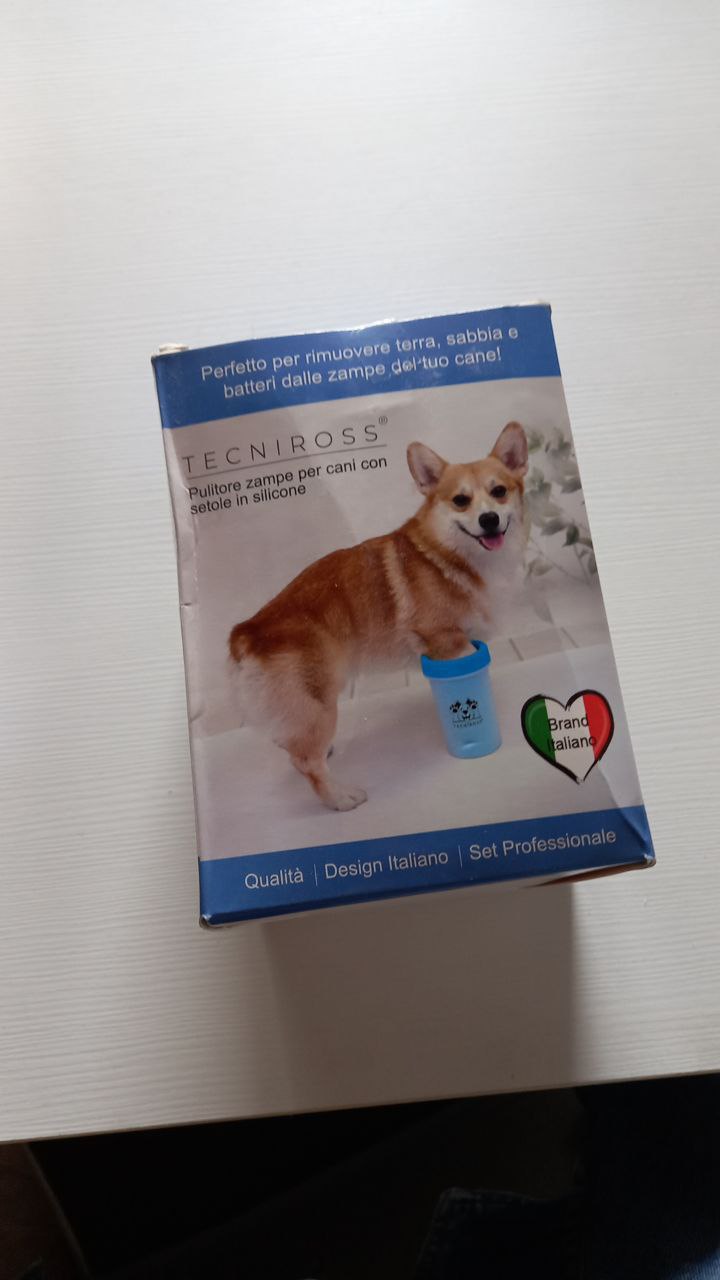 Perfetto per rimuovere terra, sabbia e
batteri dalle zampe del tuo cane!
TECNIROSS®
Pulitore zampe per cani con
setole in silicone
TECNIROSS
Brand
Italiano
Qualità | Design Italiano | Set Professionale